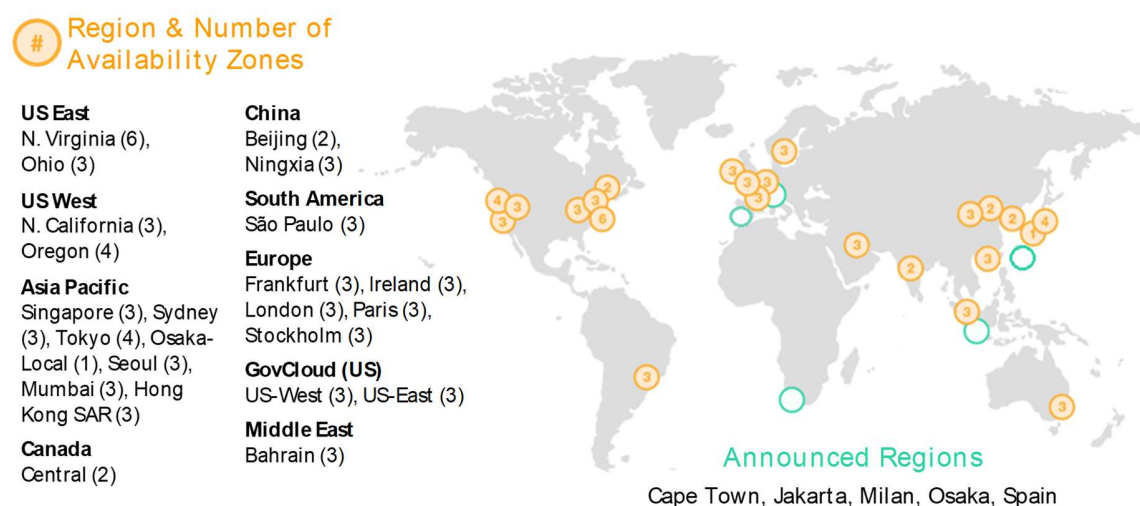 #
Region & Number of
Availability Zones
US East
N. Virginia (6),
Ohio (3)
US West
N. California (3),
Oregon (4)
Asia Pacific
Singapore (3), Sydney
(3), Tokyo (4), Osaka-
Local (1), Seoul (3),
Mumbai (3), Hong
Kong SAR (3)
Canada
Central (2)
China
Beijing (2),
Ningxia (3)
South America
São Paulo (3)
Europe
Frankfurt (3), Ireland (3),
London (3), Paris (3),
Stockholm (3)
GovCloud (US)
US-West (3), US-East (3)
Middle East
Bahrain (3)
4
3
3
2
3
3
6
3
3
3
3
3
3
3
2
3
2
2
4
1
3
3
3
Announced Regions
Cape Town, Jakarta, Milan, Osaka, Spain